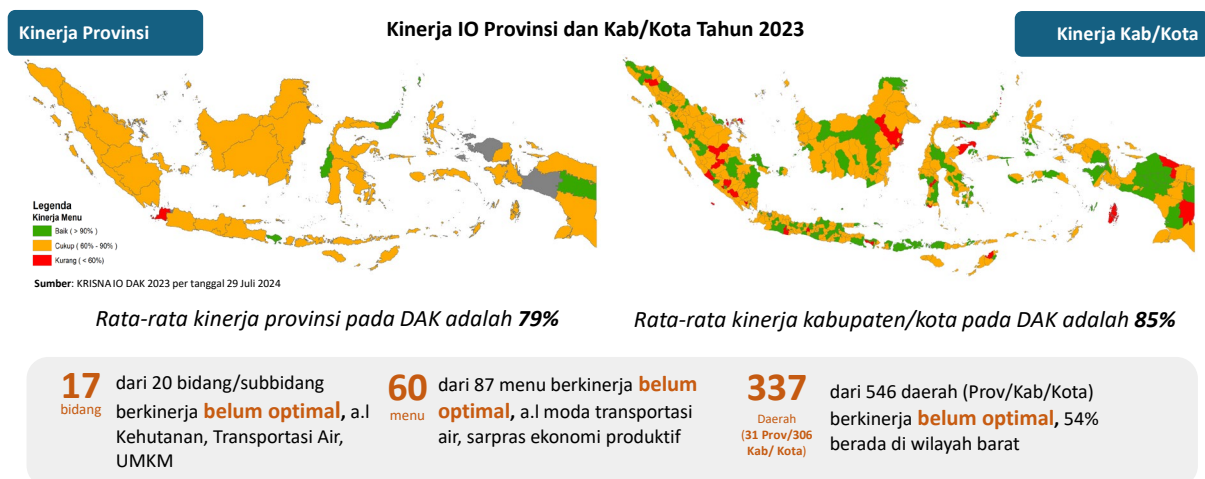 Kinerja Provinsi
Kinerja IO Provinsi dan Kab/Kota Tahun 2023
Kinerja Kab/Kota
Legenda
Kinerja Menu
Baik ( > 90% )
Cukup ( 60% - 90% )
Kurang ( < 60%)
Sumber: KRISNA IO DAK 2023 per tanggal 29 Juli 2024
Rata-rata kinerja provinsi pada DAK adalah 79%
Rata-rata kinerja kabupaten/kota pada DAK adalah 85%
17
bidang
dari 20 bidang/subbidang
berkinerja belum optimal, a.l
Kehutanan, Transportasi Air,
UMKM
60
menu
dari 87 menu berkinerja belum
optimal, a.l moda transportasi
air, sarpras ekonomi produktif
337
Daerah
(31 Prov/306
Kab/ Kota)
dari 546 daerah (Prov/Kab/Kota)
berkinerja belum optimal, 54%
berada di wilayah barat